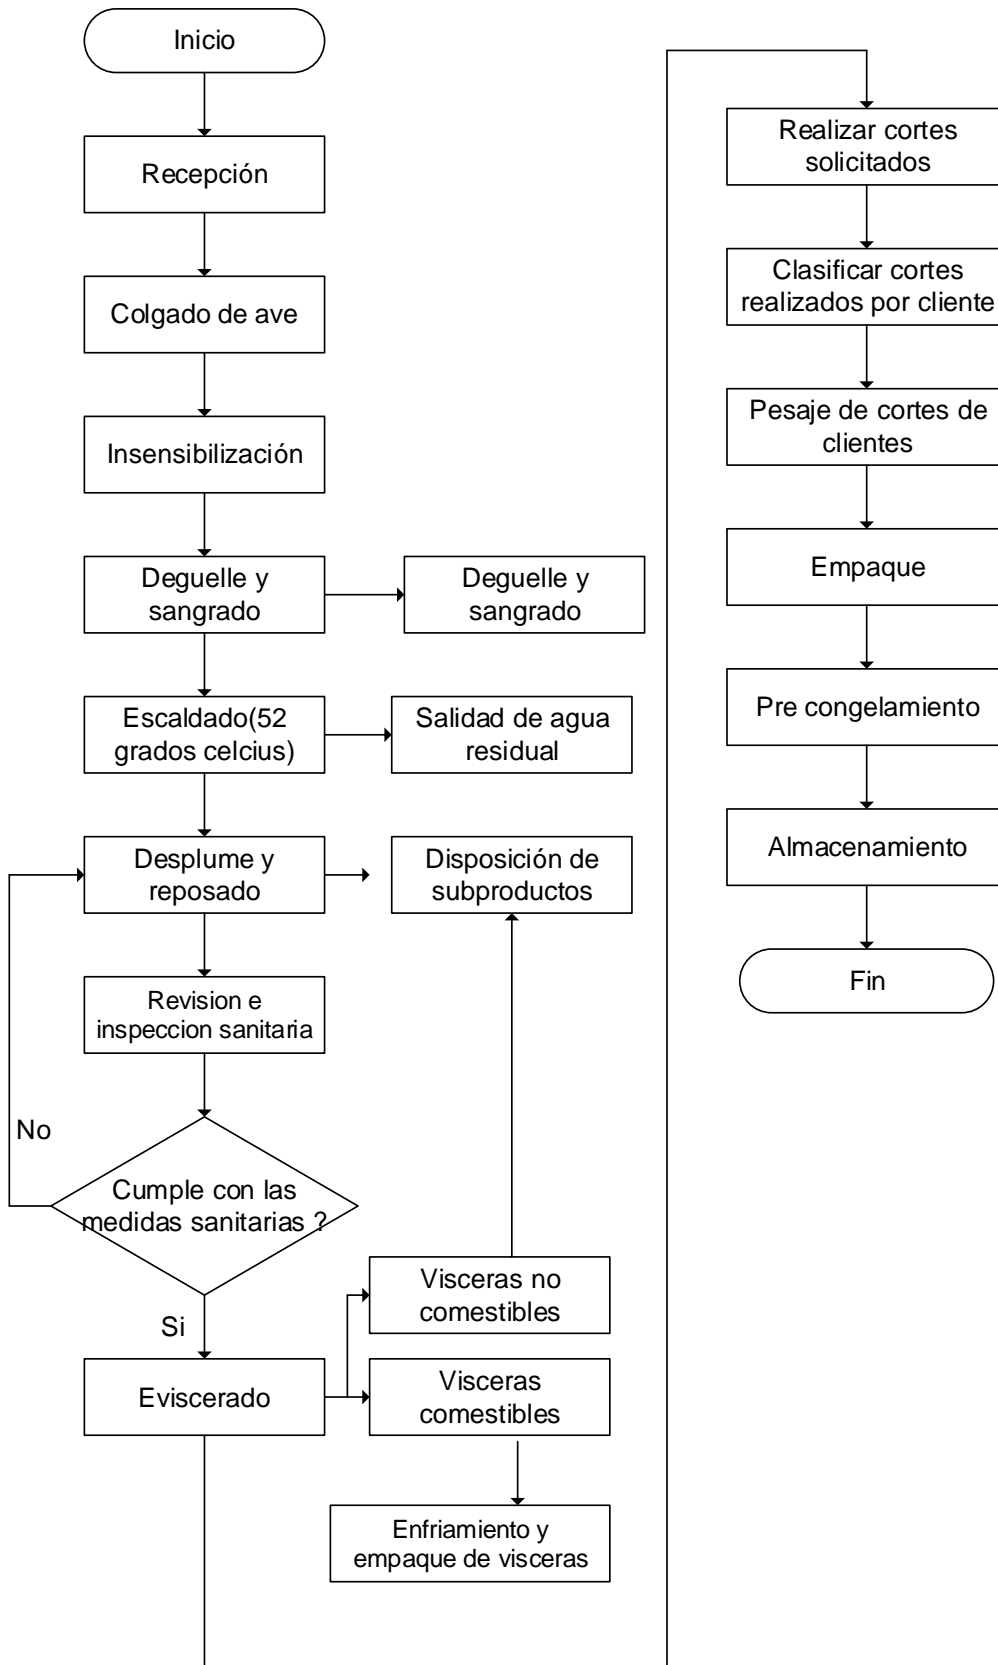 Inicio
Recepción
Colgado de ave
Insensibilización
Deguelle y
sangrado
Deguelle y
sangrado
Escaldado(52
grados celcius)
Salidad de agua
residual
Desplume y
reposado
Disposición de
subproductos
Revision e
inspeccion sanitaria
No
Cumple con las
medidas sanitarias ?
Si
Visceras no
comestibles
Eviscerado
Visceras
comestibles
Enfriamiento y
empaque de visceras
Realizar cortes
solicitados
Clasificar cortes
realizados por cliente
Pesaje de cortes de
clientes
Empaque
Pre congelamiento
Almacenamiento
Fin